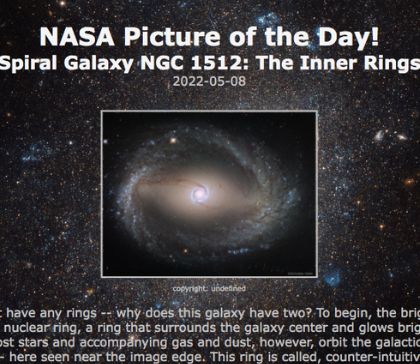 NASA Picture of the Day!
Spiral Galaxy NGC 1512: The Inner Rings
2022-05-08
copyright: undefined
t have any rings -- why does this galaxy have two? To begin, the brig
nuclear ring, a ring that surrounds the galaxy center and glows brig
ost stars and accompanying gas and dust, however, orbit the galactic
- here seen near the image edge. This ring is called, counter-intuitiv